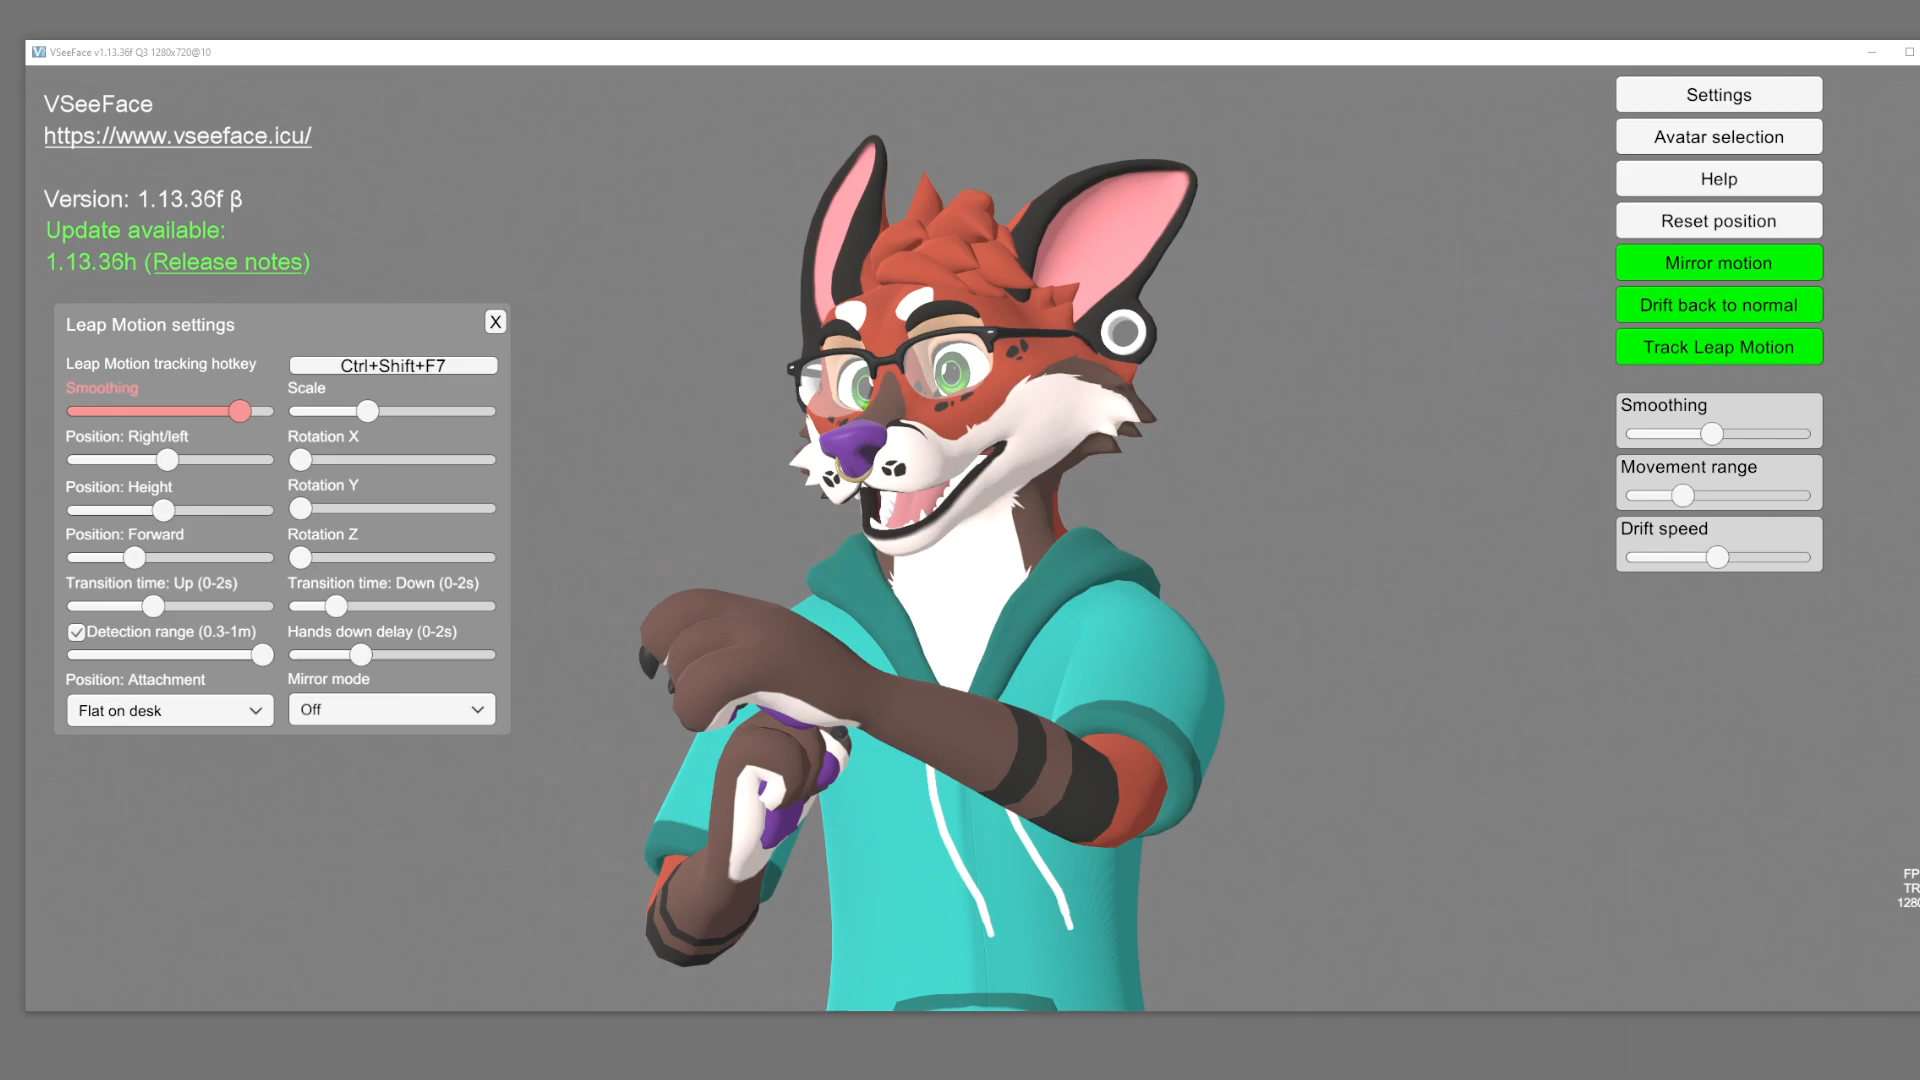 VSeeFace v1.13.36f Q3 1280x720@10
VSeeFace
https://www.vseeface.icu/
Version: 1.13.36f β
Update available:
1.13.36h (Release notes)
Leap Motion settings
X
Leap Motion tracking hotkey
Ctrl+Shift+F7
Smoothing
Scale
Position: Right/left
Rotation X
Position: Height
Rotation Y
Position: Forward
Rotation Z
Transition time: Up (0-2s)
Transition time: Down (0-2s)
Detection range (0.3-1m)
Hands down delay (0-2s)
Position: Attachment
Mirror mode
Flat on desk
Off
Settings
Avatar selection
Help
Reset position
Mirror motion
Drift back to normal
Track Leap Motion
Smoothing
Movement range
Drift speed
FP
TR